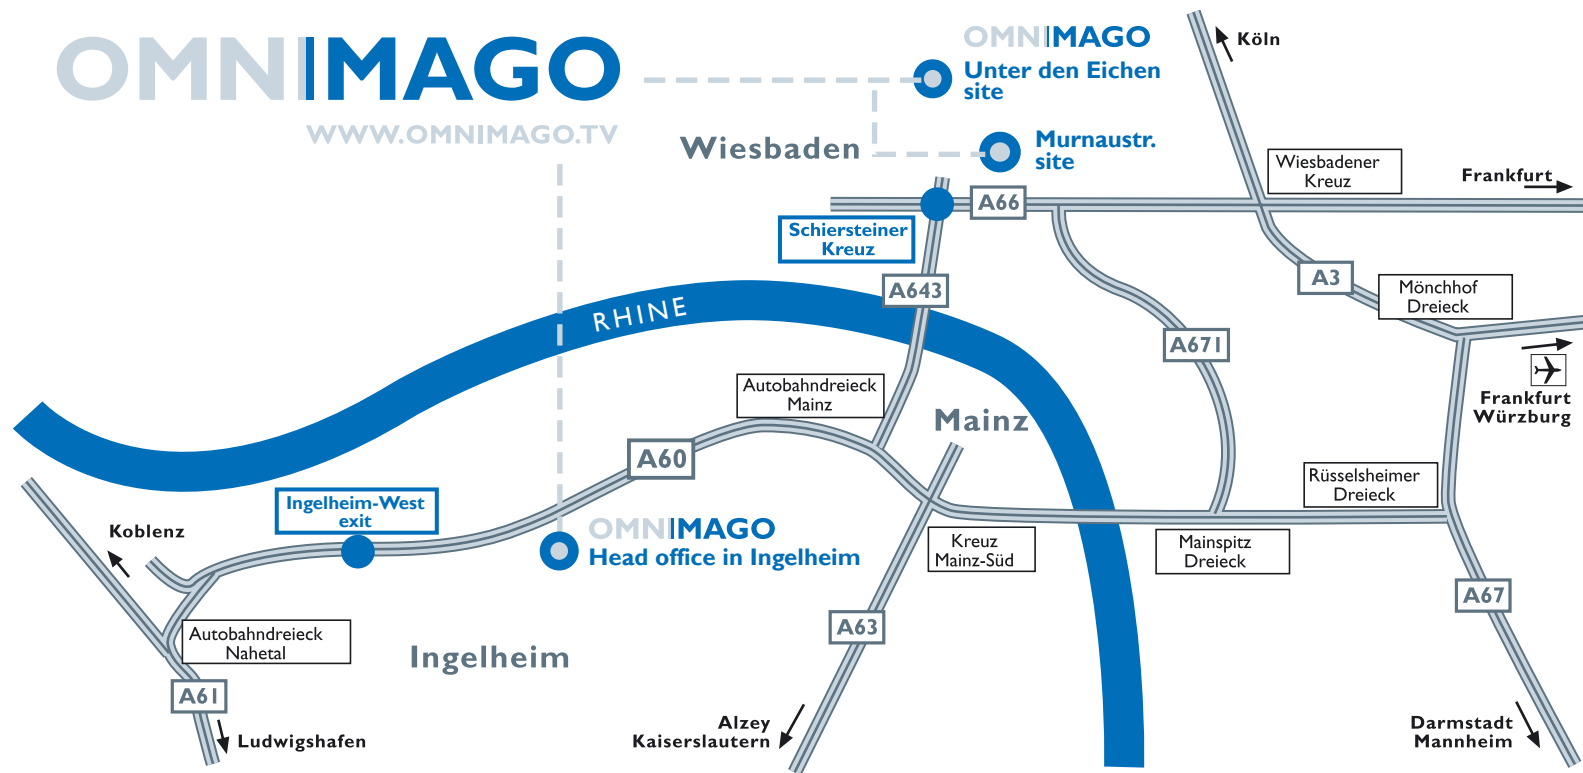 OMNIMAGO
WWW.OMNIMAGO.TV
OMNIMAGO
Unter den Eichen
site
Murnaustr.
site
Wiesbaden
Köln
Wiesbadener
Kreuz
Frankfurt
A66
Schiersteiner
Kreuz
A643
A3
Mönchhof
Dreieck
RHINE
A671
Frankfurt
Würzburg
Autobahndreieck
Mainz
Mainz
A60
Rüsselsheimer
Dreieck
Ingelheim-West
exit
Koblenz
OMNIMAGO
Head office in Ingelheim
Kreuz
Mainz-Süd
Mainspitz
Dreieck
A67
A63
Autobahndreieck
Nahetal
Ingelheim
A61
Ludwigshafen
Alzey
Kaiserslautern
Darmstadt
Mannheim